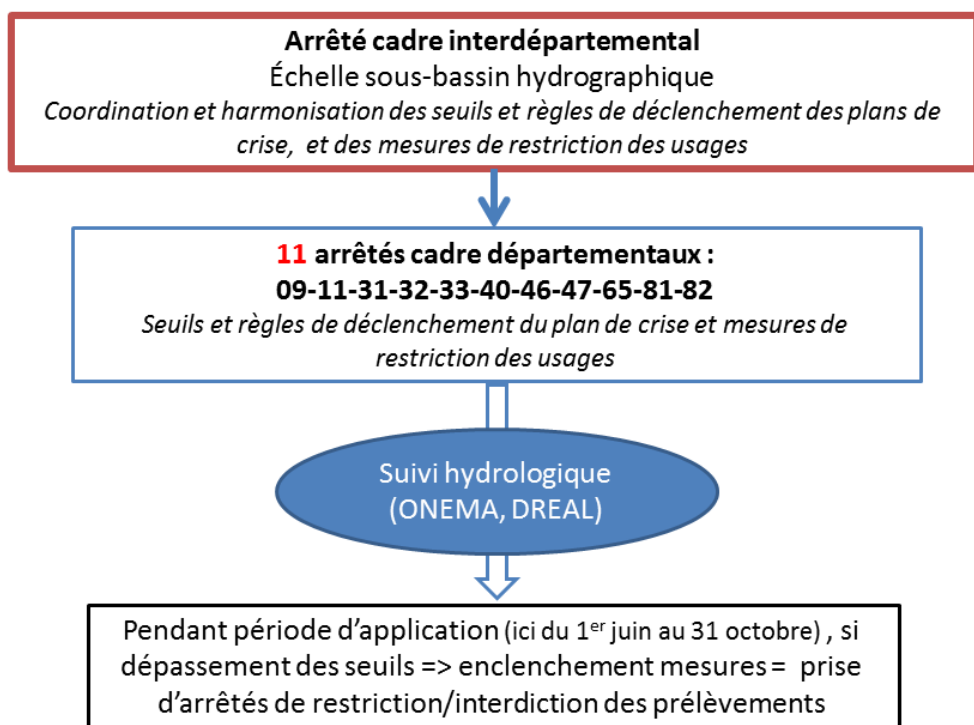 Arrêté cadre interdépartemental
Échelle sous-bassin hydrographique
Coordination et harmonisation des seuils et règles de déclenchement des plans de
crise, et des mesures de restriction des usages
11 arrêtés cadre départementaux :
09-11-31-32-33-40-46-47-65-81-82
Seuils et règles de déclenchement du plan de crise et mesures de
restriction des usages
Suivi hydrologique
(ONEMA, DREAL)
Pendant période d’application (ici du 1er juin au 31 octobre) , si
dépassement des seuils => enclenchement mesures = prise
d’arrêtés de restriction/interdiction des prélèvements